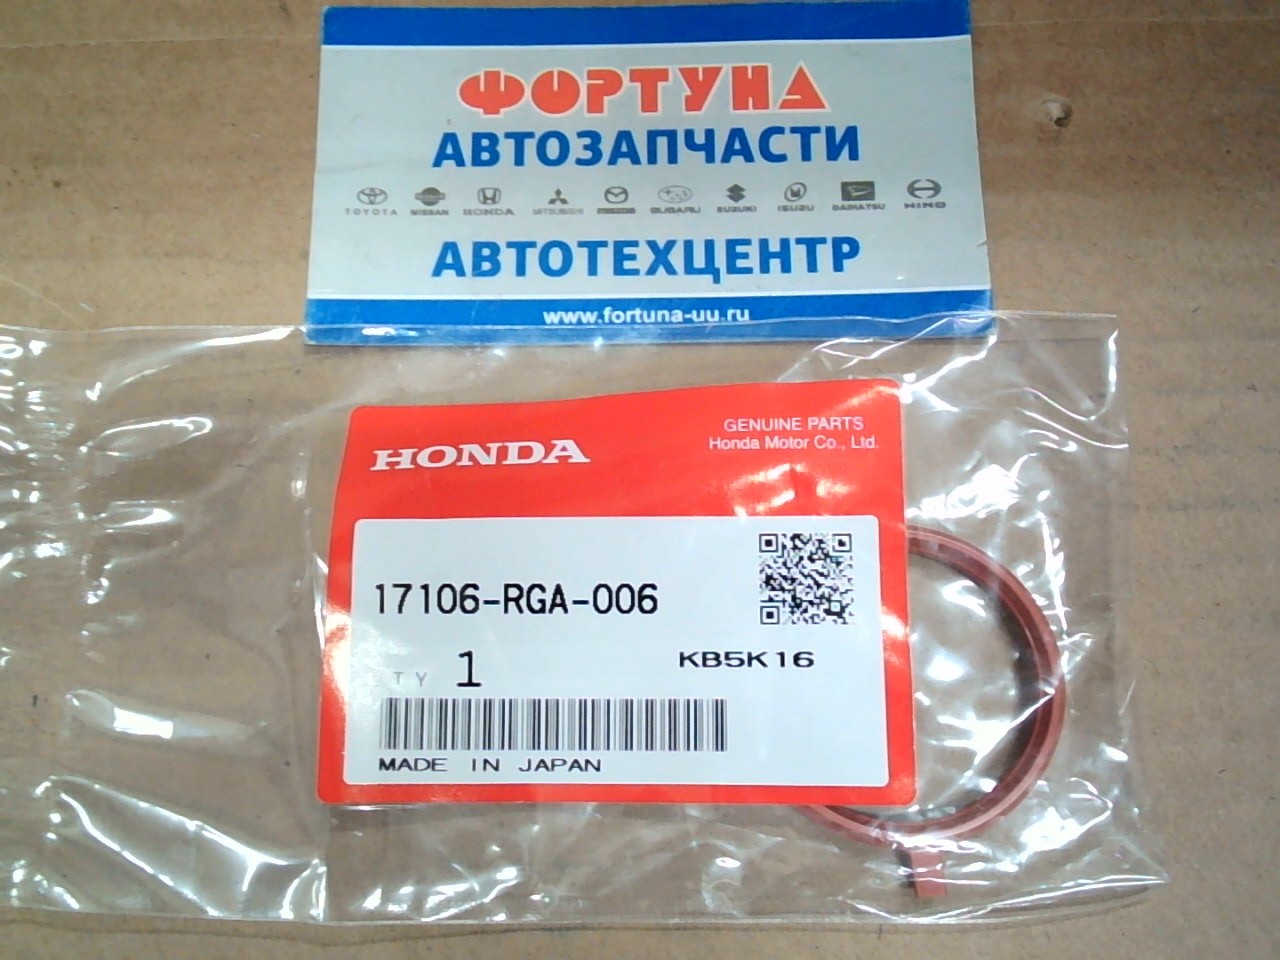 ФОРТУНА
АВТОЗАПЧАСТИ
TOYOTA NISSAN HONDA MITSUBISHI MAZDA SUBARU SUZUKI ISUZU DAIHATSU HINO
АВТОТЕХЦЕНТР
www.fortuna-uu.ru
HONDA
GENUINE PARTS
Honda Motor Co., Ltd.
17106-RGA-006
TY 1
KB5K16
MADE IN JAPAN